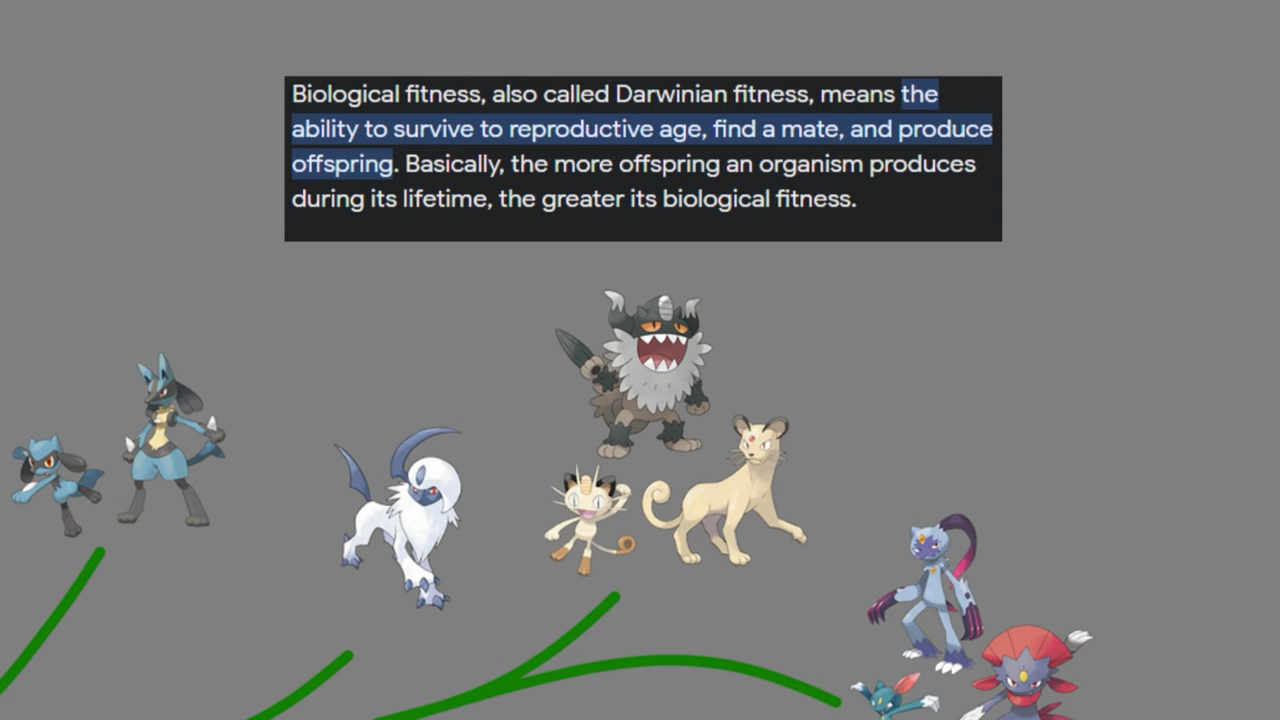 Biological fitness, also called Darwinian fitness, means the
ability to survive to reproductive age, find a mate, and produce
offspring. Basically, the more offspring an organism produces
during its lifetime, the greater its biological fitness.